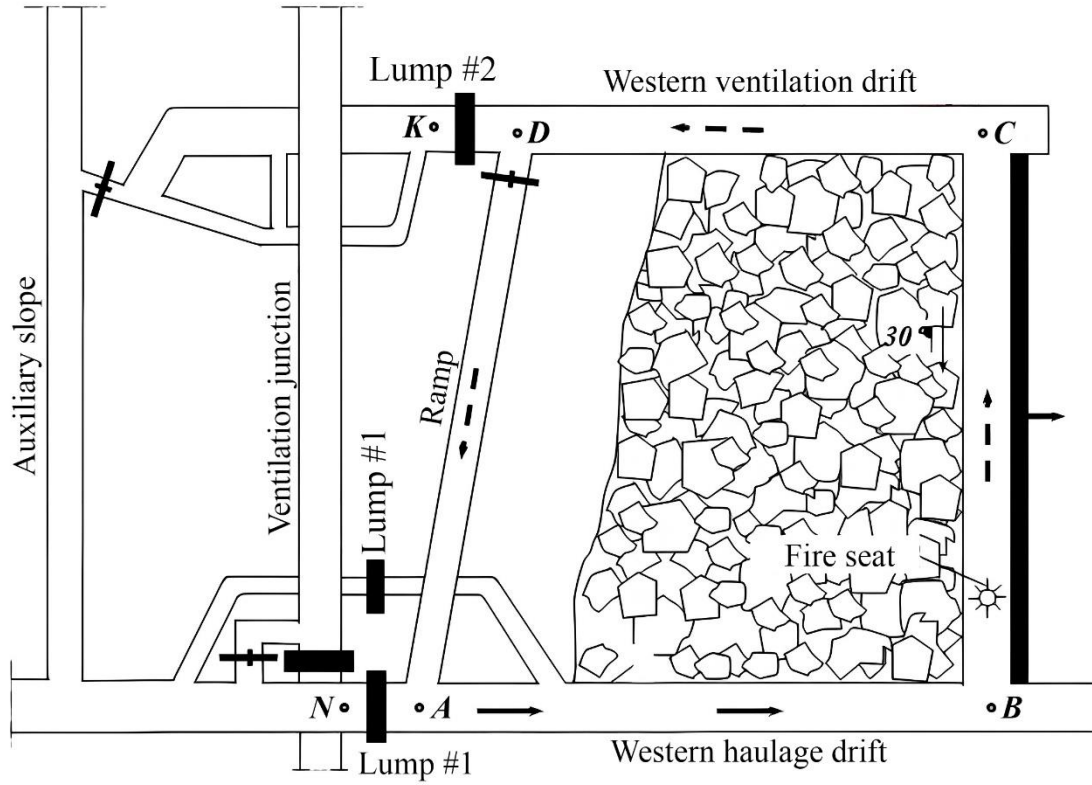 Lump #2
Western ventilation drift
K
D
C
Auxiliary slope
Ventilation junction
Ramp
30
Lump #1
Fire seat
N
A
B
Western haulage drift
Lump #1